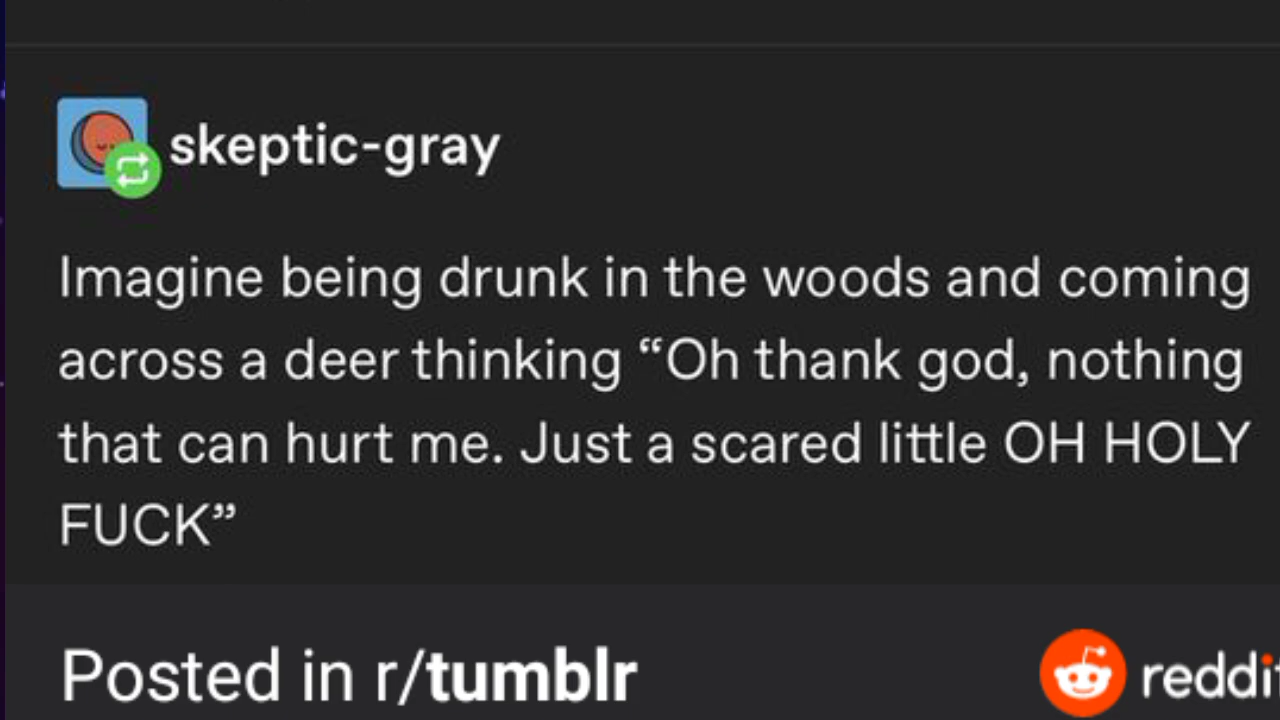 skeptic-gray
Imagine being drunk in the woods and coming
across a deer thinking “Oh thank god, nothing
that can hurt me. Just a scared little OH HOLY
FUCK”
Posted in r/tumblr
reddit